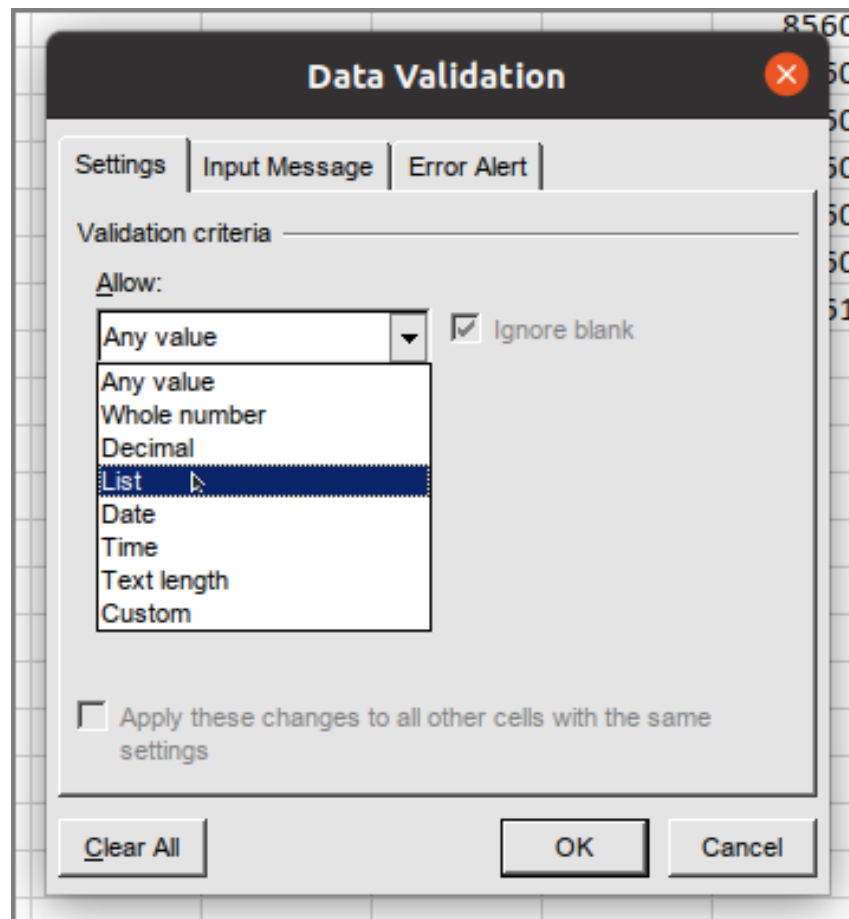 8560
Data Validation
Settings
Input Message
Error Alert
Validation criteria
Allow:
Any value
Ignore blank
Any value
Whole number
Decimal
List
Date
Time
Text length
Custom
Apply these changes to all other cells with the same
settings
Clear All
OK
Cancel